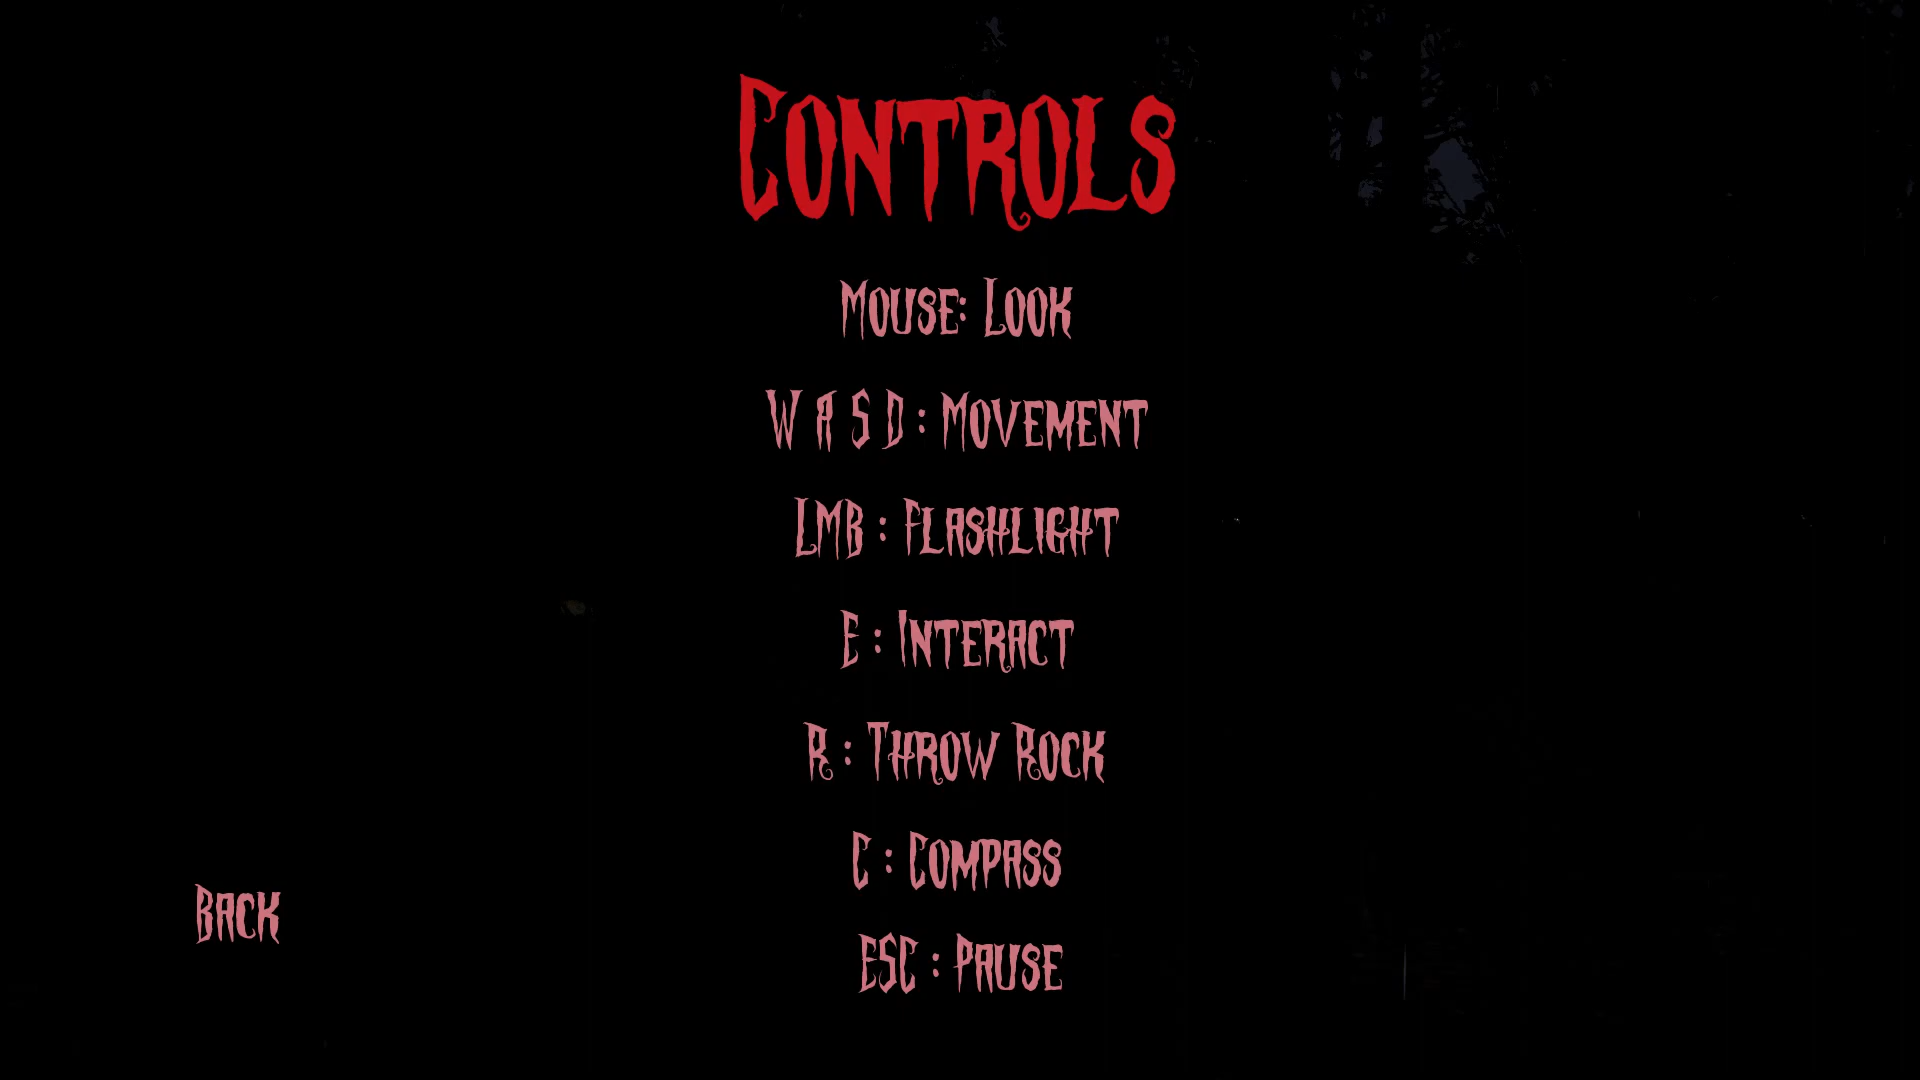 Controls
Mouse: Look
W A S D : Movement
LMB : Flashlight
E : Interact
R : Throw Rock
C : Compass
ESC : Pause
Back